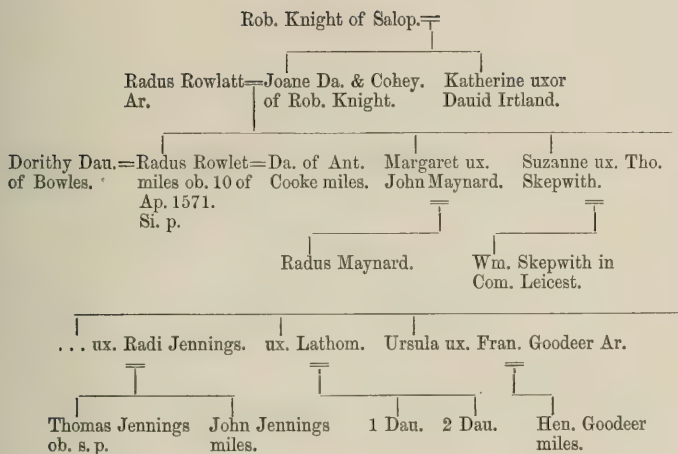 Rob. Knight of Salop.
Radus Rowlatt=Joane Da. & Cohey. Katherine uxor
Ar. of Rob. Knight. Dauid Irtland.
Dorithy Dau.=Radus Rowlet=Da. of Ant. Margaret ux. Suzanne ux. Tho.
of Bowles. miles ob. 10 of Cooke miles. John Maynard. Skepwith.
Ap. 1571.
Si. p.
Radus Maynard. Wm. Skepwith in
Com. Leicest.
... ux. Radi Jennings. ux. Lathom. Ursula ux. Fran. Goodeer Ar.
Thomas Jennings John Jennings 1 Dau. 2 Dau. Hen. Goodeer
ob. s. p. miles. miles.